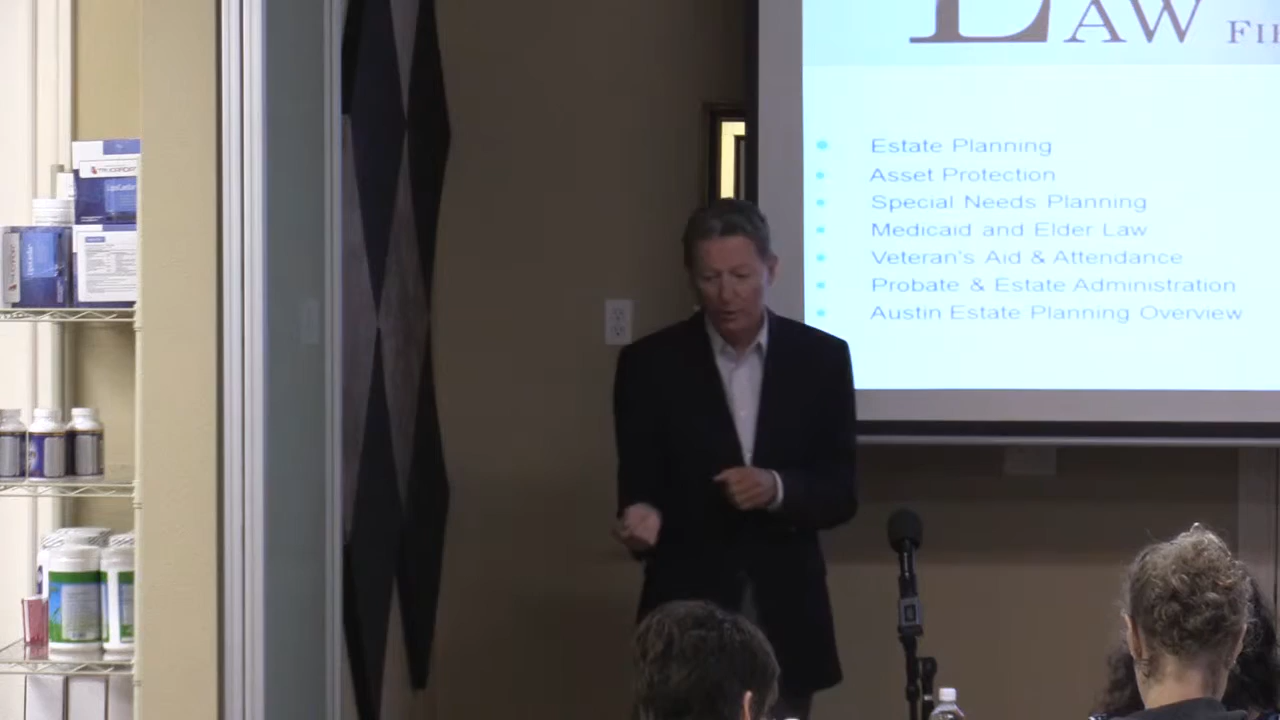 LAW FI
Estate Planning
Asset Protection
Special Needs Planning
Medicaid and Elder Law
Veteran's Aid & Attendance
Probate & Estate Administration
Austin Estate Planning Overview